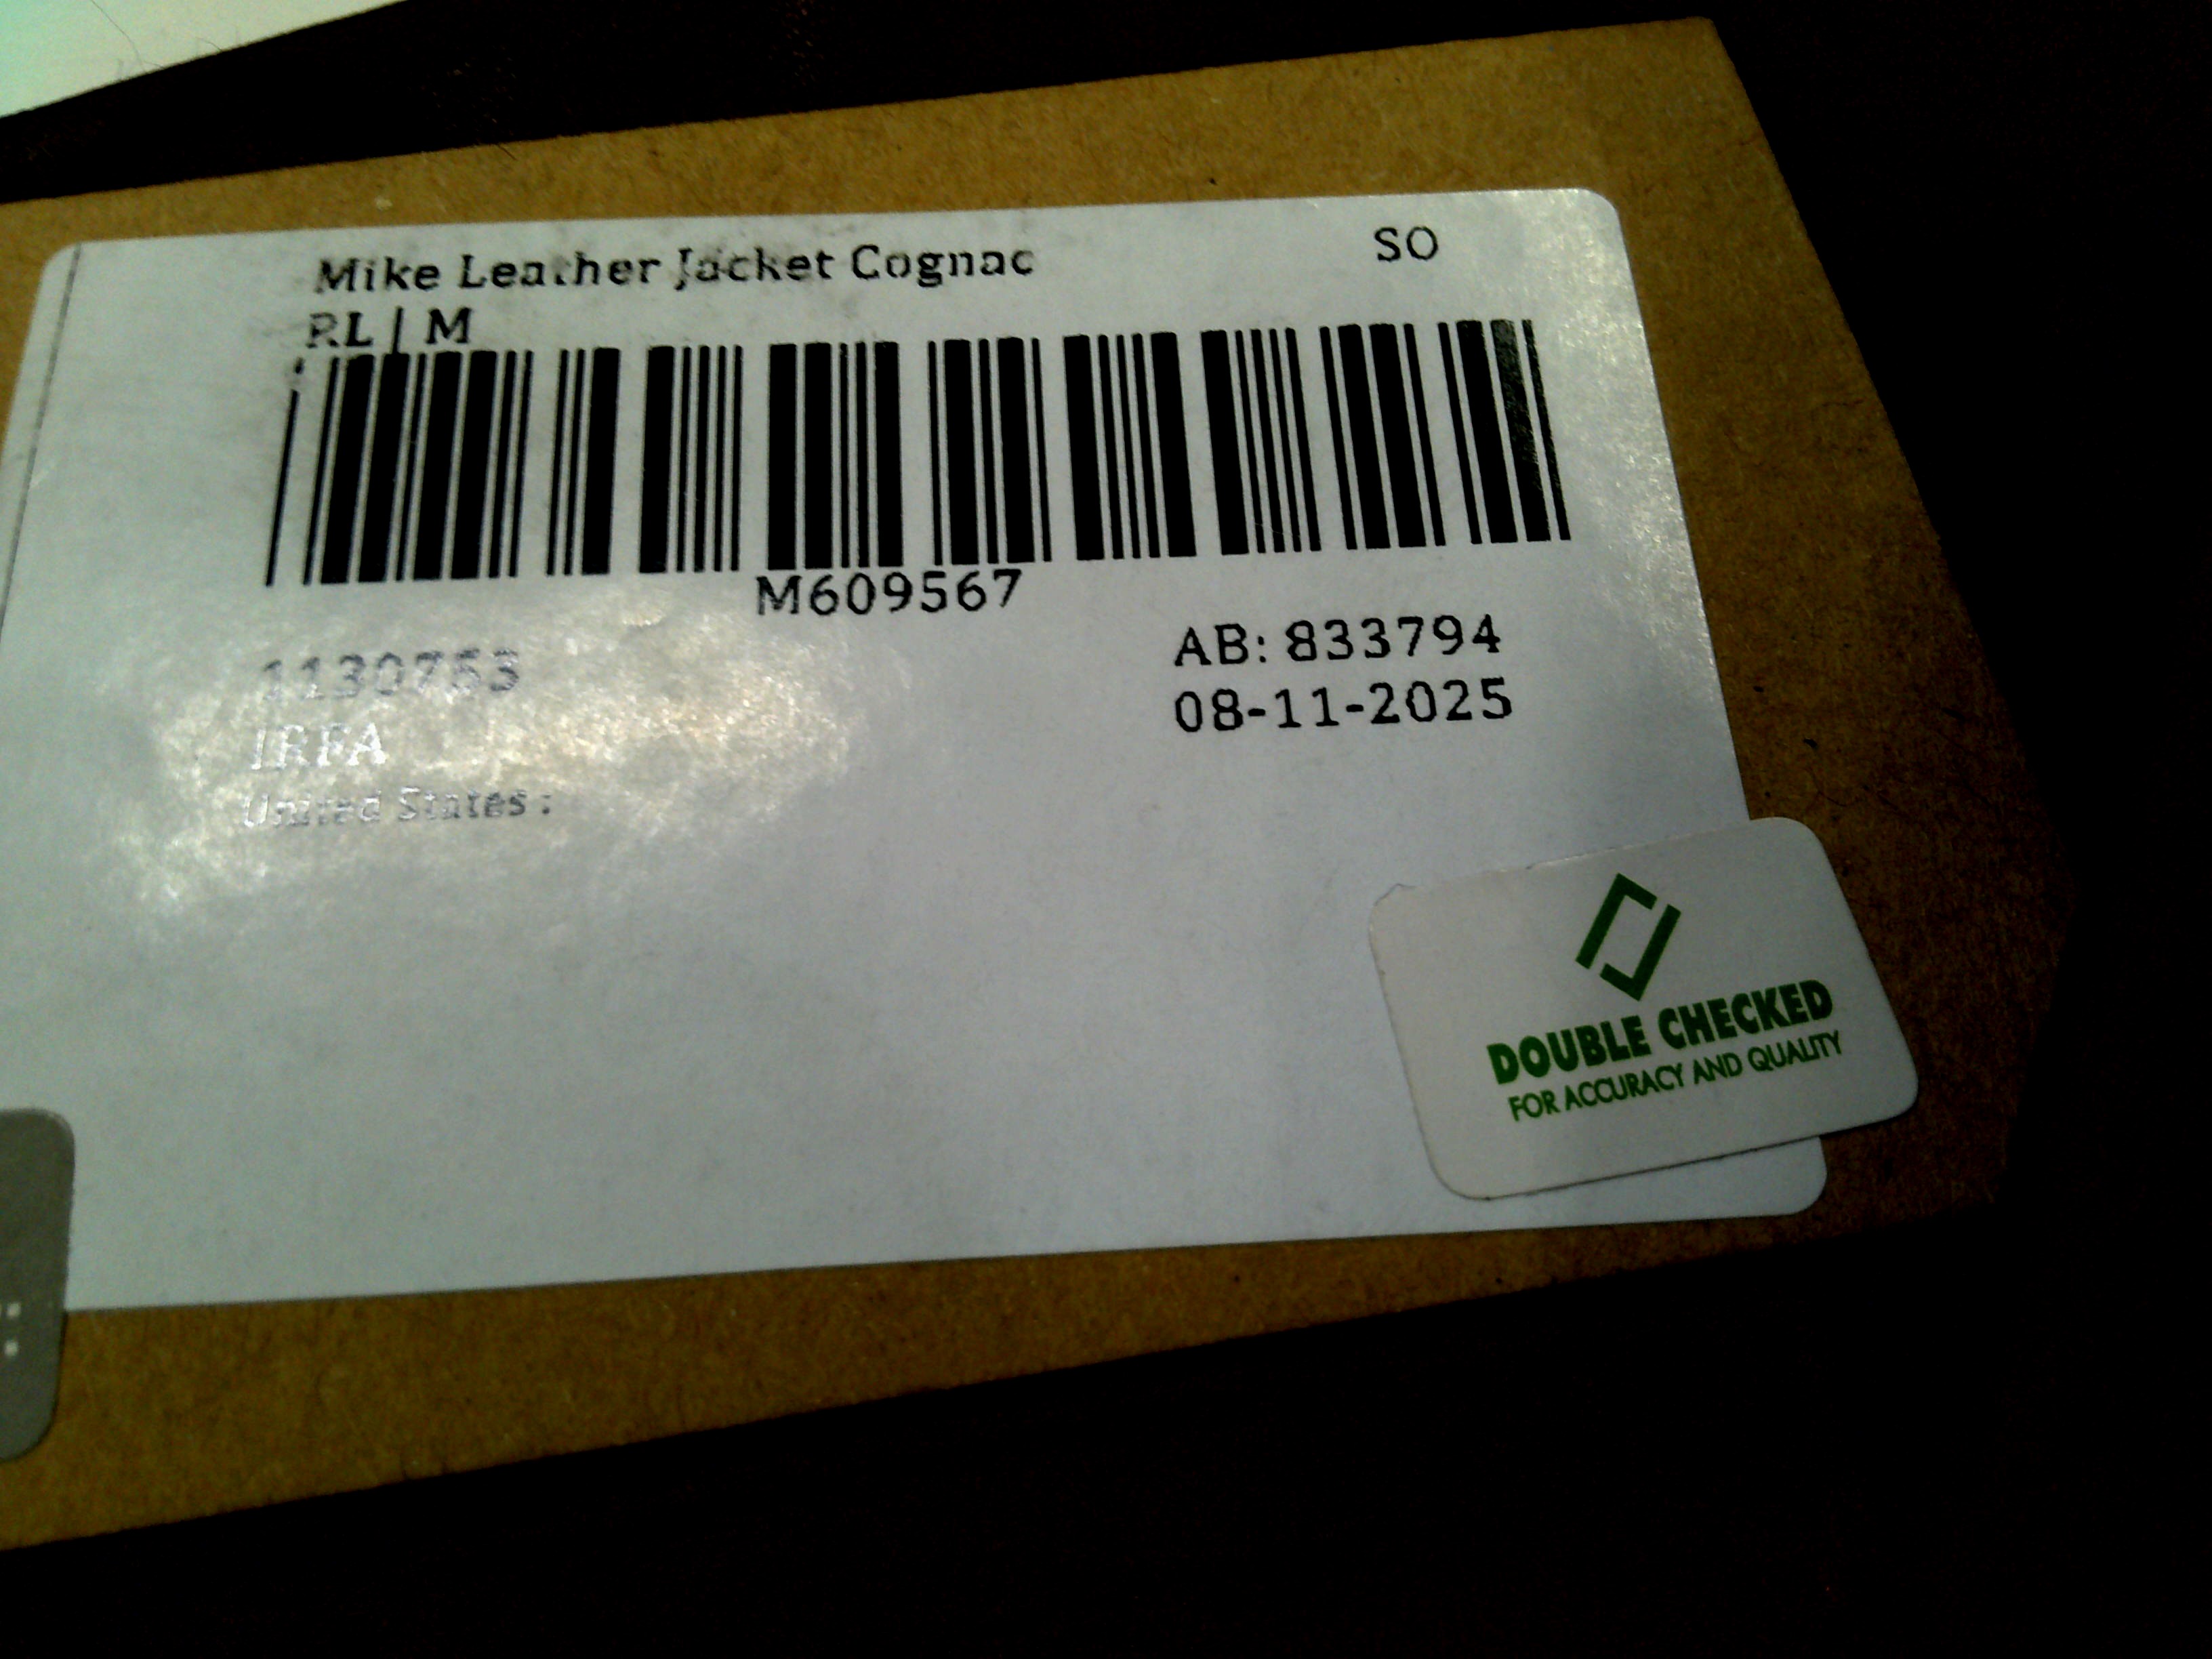 Mike Leather Jacket Cognac
SO
RL | M
M609567
1130753
AB: 833794
08-11-2025
United States :
DOUBLE CHECKED
FOR ACCURACY AND QUALITY